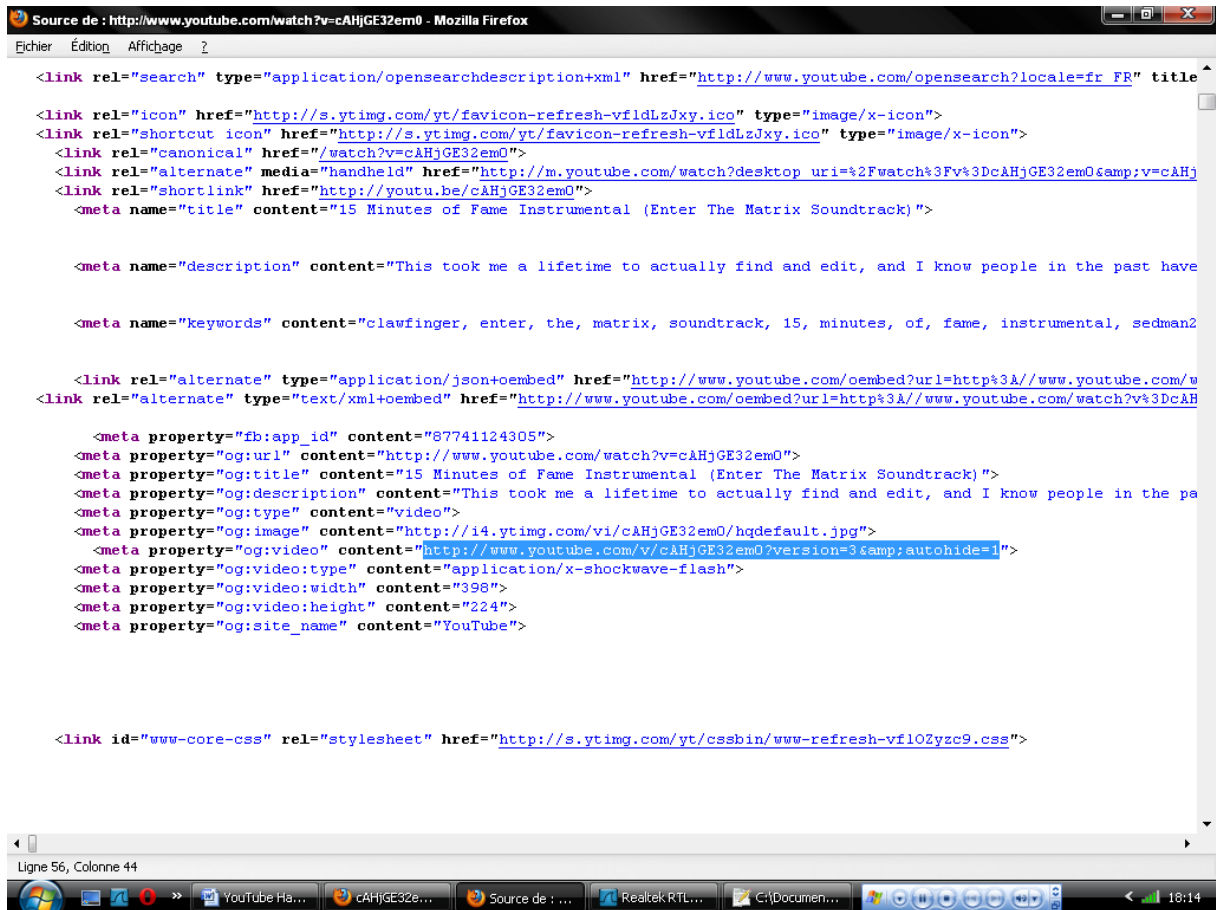 Source de : http://www.youtube.com/watch?v=cAHjGE32em0 - Mozilla Firefox
Fichier Édition Affichage ?
<link rel="search" type="application/opensearchdescription+xml" href="http://www.youtube.com/opensearch?locale=fr_FR" title
<link rel="icon" href="http://s.ytimg.com/yt/favicon-refresh-vfldLzJxy.ico" type="image/x-icon">
<link rel="shortcut icon" href="http://s.ytimg.com/yt/favicon-refresh-vfldLzJxy.ico" type="image/x-icon">
<link rel="canonical" href="/watch?v=cAHjGE32em0">
<link rel="alternate" media="handheld" href="http://m.youtube.com/watch?desktop_uri=%2Fwatch%3Fv%3DcAHjGE32em0&amp;v=cAHj
<link rel="shortlink" href="http://youtu.be/cAHjGE32em0">
<meta name="title" content="15 Minutes of Fame Instrumental (Enter The Matrix Soundtrack)">
<meta name="description" content="This took me a lifetime to actually find and edit, and I know people in the past have
<meta name="keywords" content="clawfinger, enter, the, matrix, soundtrack, 15, minutes, of, fame, instrumental, sedman2
<link rel="alternate" type="application/json+oembed" href="http://www.youtube.com/oembed?url=http%3A//www.youtube.com/w
<link rel="alternate" type="text/xml+oembed" href="http://www.youtube.com/oembed?url=http%3A//www.youtube.com/watch?v%3DcAH
<meta property="fb:app_id" content="87741124305">
<meta property="og:url" content="http://www.youtube.com/watch?v=cAHjGE32em0">
<meta property="og:title" content="15 Minutes of Fame Instrumental (Enter The Matrix Soundtrack)">
<meta property="og:description" content="This took me a lifetime to actually find and edit, and I know people in the pa
<meta property="og:type" content="video">
<meta property="og:image" content="http://i4.ytimg.com/vi/cAHjGE32em0/hqdefault.jpg">
<meta property="og:video" content="http://www.youtube.com/v/cAHjGE32em0?version=3&amp;autohide=1">
<meta property="og:video:type" content="application/x-shockwave-flash">
<meta property="og:video:width" content="398">
<meta property="og:video:height" content="224">
<meta property="og:site_name" content="YouTube">
<link id="www-core-css" rel="stylesheet" href="http://s.ytimg.com/yt/cssbin/www-refresh-vflOZyzc9.css">
Ligne 56, Colonne 44
» YouTube Ha... cAHjGE32e... Source de : ... Realtek RTL... C:\Documen... 18:14